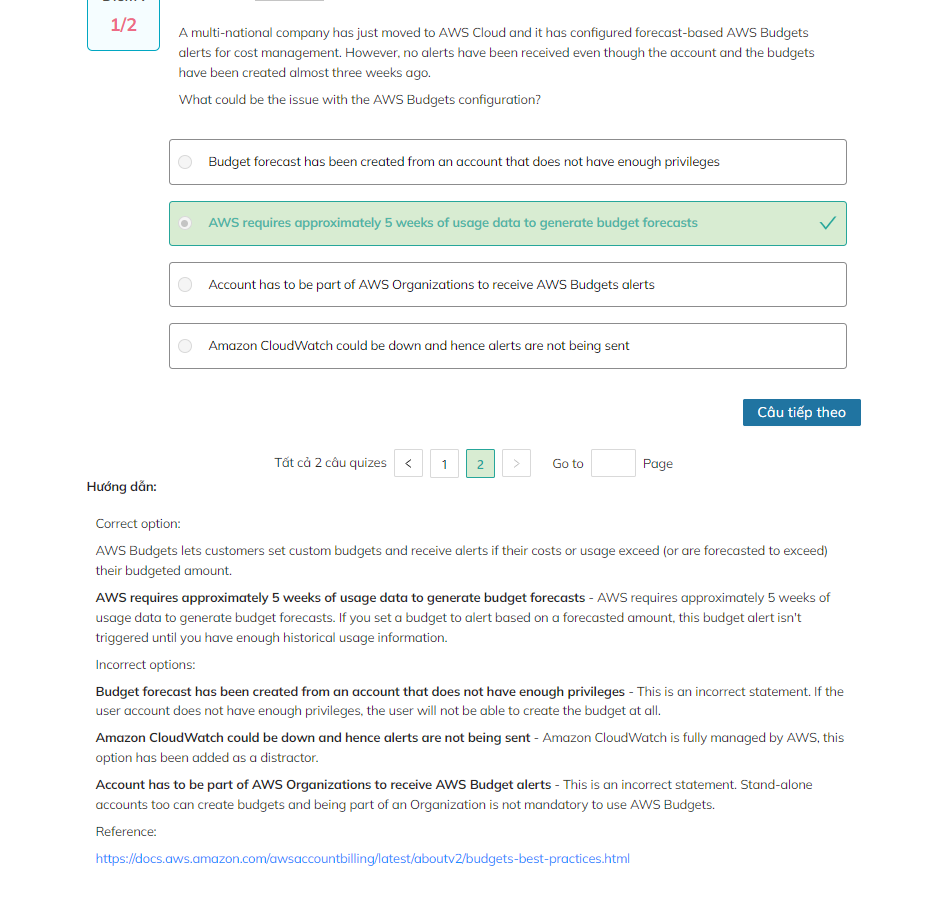 1/2
A multi-national company has just moved to AWS Cloud and it has configured forecast-based AWS Budgets
alerts for cost management. However, no alerts have been received even though the account and the budgets
have been created almost three weeks ago.
What could be the issue with the AWS Budgets configuration?
Budget forecast has been created from an account that does not have enough privileges
AWS requires approximately 5 weeks of usage data to generate budget forecasts
Account has to be part of AWS Organizations to receive AWS Budgets alerts
Amazon CloudWatch could be down and hence alerts are not being sent
Câu tiếp theo
Tất cả 2 câu quizes < 1 2 > Go to Page
Hướng dẫn:
Correct option:
AWS Budgets lets customers set custom budgets and receive alerts if their costs or usage exceed (or are forecasted to exceed)
their budgeted amount.
AWS requires approximately 5 weeks of usage data to generate budget forecasts - AWS requires approximately 5 weeks of
usage data to generate budget forecasts. If you set a budget to alert based on a forecasted amount, this budget alert isn't
triggered until you have enough historical usage information.
Incorrect options:
Budget forecast has been created from an account that does not have enough privileges - This is an incorrect statement. If the
user account does not have enough privileges, the user will not be able to create the budget at all.
Amazon CloudWatch could be down and hence alerts are not being sent - Amazon CloudWatch is fully managed by AWS, this
option has been added as a distractor.
Account has to be part of AWS Organizations to receive AWS Budget alerts - This is an incorrect statement. Stand-alone
accounts too can create budgets and being part of an Organization is not mandatory to use AWS Budgets.
Reference:
https://docs.aws.amazon.com/awsaccountbilling/latest/aboutv2/budgets-best-practices.html